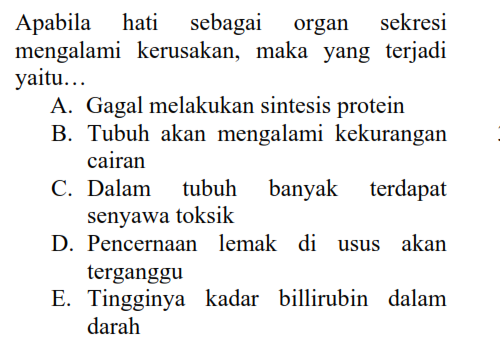 Apabila hati sebagai organ sekresi
mengalami kerusakan, maka yang terjadi
yaitu…
A. Gagal melakukan sintesis protein
B. Tubuh akan mengalami kekurangan
cairan
C. Dalam tubuh banyak terdapat
senyawa toksik
D. Pencernaan lemak di usus akan
terganggu
E. Tingginya kadar billirubin dalam
darah